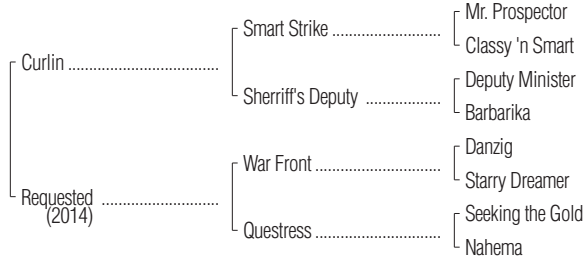 Mr. Prospector
Smart Strike ......................
Classy 'n Smart
Curlin ................................
Deputy Minister
Sherriff's Deputy ...............
Barbarika
Danzig
War Front .........................
Starry Dreamer
Requested .........................
(2014)
Seeking the Gold
Questress .........................
Nahema